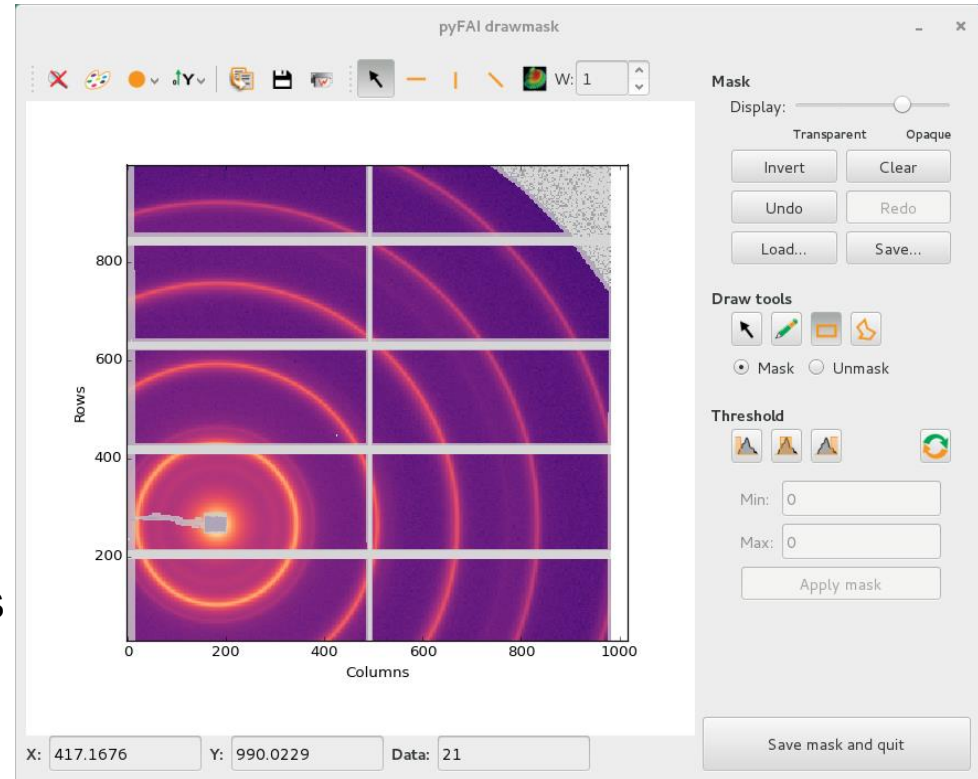 pyFAI drawmask
W: 1
Mask
Display:
Transparent Opaque
Invert Clear
Undo Redo
Load... Save...
Draw tools
Mask Unmask
Threshold
Min: 0
Max: 0
Apply mask
800
600
400
200
Rows
0 200 400 600 800 1000
Columns
s
X: 417.1676 Y: 990.0229 Data: 21
Save mask and quit